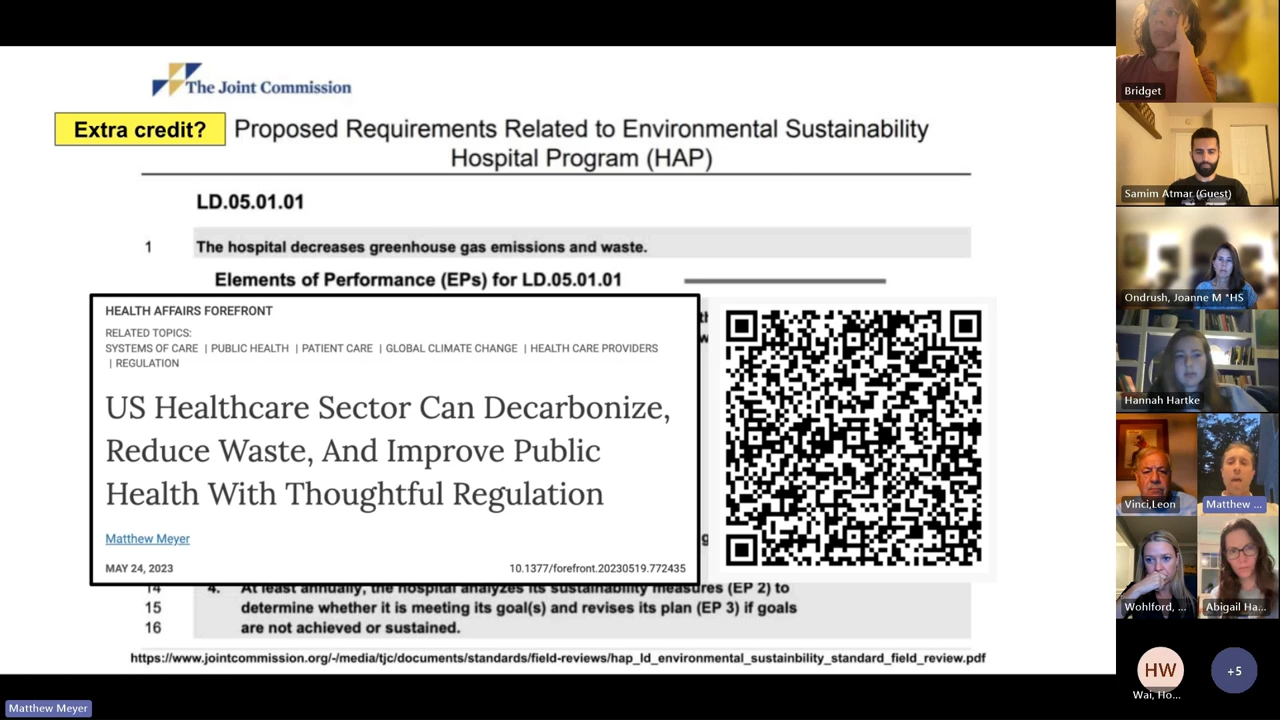 The Joint Commission
Extra credit?
Proposed Requirements Related to Environmental Sustainability
Hospital Program (HAP)
LD.05.01.01
1 The hospital decreases greenhouse gas emissions and waste.
Elements of Performance (EPs) for LD.05.01.01
HEALTH AFFAIRS FOREFRONT
RELATED TOPICS:
SYSTEMS OF CARE | PUBLIC HEALTH | PATIENT CARE | GLOBAL CLIMATE CHANGE | HEALTH CARE PROVIDERS
| REGULATION
US Healthcare Sector Can Decarbonize,
Reduce Waste, And Improve Public
Health With Thoughtful Regulation
Matthew Meyer
MAY 24, 2023 10.1377/forefront.20230519.772435
14 4. At least annually, the hospital analyzes its sustainability measures (EP 2) to
15 determine whether it is meeting its goal(s) and revises its plan (EP 3) if goals
16 are not achieved or sustained.
https://www.jointcommission.org/-/media/tjc/documents/standards/field-reviews/hap_ld_environmental_sustainbility_standard_field_review.pdf
Matthew Meyer
Bridget
Samim Atmar (Guest)
Ondrush, Joanne M *HS
Hannah Hartke
Vinci,Leon
Matthew ...
Wohlford, ...
Abigail Ha...
HW
Wai, Ho...
+5